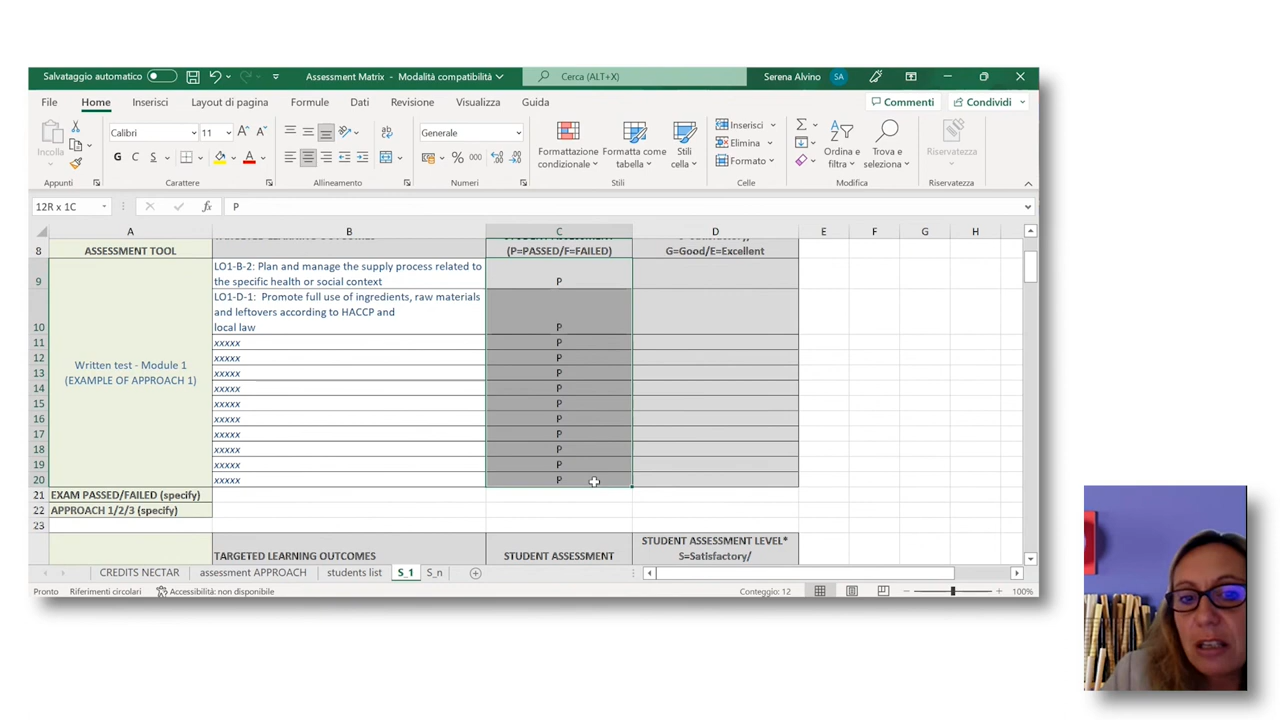 Salvataggio automatico
Assessment Matrix - Modalità compatibilità
Cerca (ALT+X)
Serena Alvino
SA
File
Home
Inserisci
Layout di pagina
Formule
Dati
Revisione
Visualizza
Guida
Commenti
Condividi
Incolla
Calibri
11
G C S
Generale
% 000
Formattazione condizionale
Formatta come tabella
Stili cella
Inserisci
Elimina
Formato
Ordina e filtra
Trova e seleziona
Riservatezza
Appunti
Carattere
Allineamento
Numeri
Stili
Celle
Modifica
Riservatezza
12R x 1C
fx
P
A B C D E F G H
8 ASSESSMENT TOOL
(P=PASSED/F=FAILED)
G=Good/E=Excellent
Written test - Module 1
(EXAMPLE OF APPROACH 1)
LO1-B-2: Plan and manage the supply process related to
9 the specific health or social context P
LO1-D-1: Promote full use of ingredients, raw materials
and leftovers according to HACCP and
10 local law P
11 xxxxx P
12 xxxxx P
13 xxxxx P
14 xxxxx P
15 xxxxx P
16 xxxxx P
17 xxxxx P
18 xxxxx P
19 xxxxx P
20 xxxxx P
21 EXAM PASSED/FAILED (specify)
22 APPROACH 1/2/3 (specify)
23
TARGETED LEARNING OUTCOMES
STUDENT ASSESSMENT
STUDENT ASSESSMENT LEVEL*
S=Satisfactory/
CREDITS NECTAR
assessment APPROACH
students list
S_1
S_n
Pronto
Riferimenti circolari
Accessibilità: non disponibile
Conteggio: 12
100%